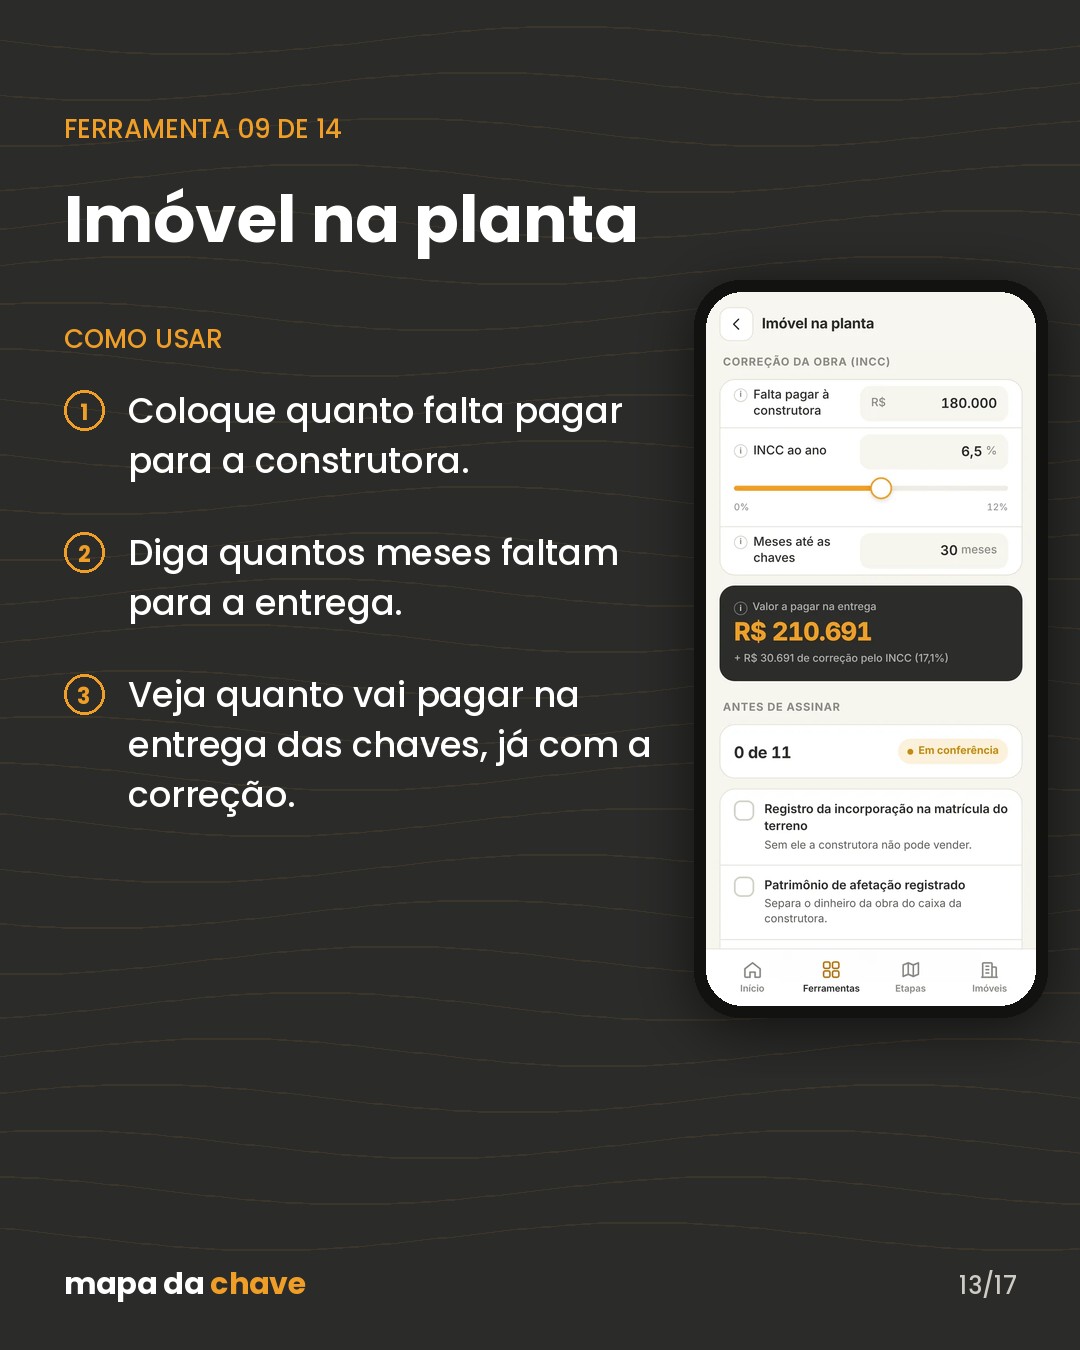 FERRAMENTA 09 DE 14
Imóvel na planta
COMO USAR
1 Coloque quanto falta pagar
para a construtora.
2 Diga quantos meses faltam
para a entrega.
3 Veja quanto vai pagar na
entrega das chaves, já com a
correção.
Imóvel na planta
CORREÇÃO DA OBRA (INCC)
Falta pagar à
construtora
R$ 180.000
INCC ao ano
6,5 %
0% 12%
Meses até as
chaves
30 meses
Valor a pagar na entrega
R$ 210.691
+ R$ 30.691 de correção pelo INCC (17,1%)
ANTES DE ASSINAR
0 de 11
Em conferência
Registro da incorporação na matrícula do
terreno
Sem ele a construtora não pode vender.
Patrimônio de afetação registrado
Separa o dinheiro da obra do caixa da
construtora.
Início Ferramentas Etapas Imóveis
mapa da chave
13/17